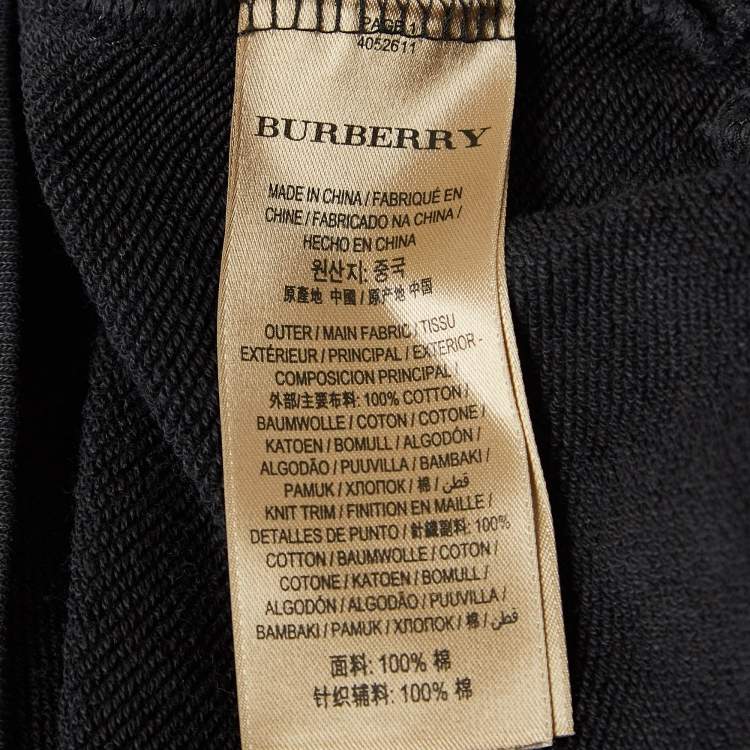 PAGE 1
4052611
BURBERRY
MADE IN CHINA / FABRIQUÉ EN
CHINE / FABRICADO NA CHINA /
HECHO EN CHINA
원산지: 중국
原產地 中國 / 原产地 中国
OUTER / MAIN FABRIC / TISSU
EXTÉRIEUR / PRINCIPAL / EXTERIOR -
COMPOSICION PRINCIPAL /
外部/主要布料: 100% COTTON /
BAUMWOLLE / COTON / COTONE /
KATOEN / BOMULL / ALGODÓN /
ALGODÃO / PUUVILLA / BAMBAKI /
PAMUK / ХЛОПОК / 棉 / قطن
KNIT TRIM / FINITION EN MAILLE /
DETALLES DE PUNTO / 針織副料: 100%
COTTON / BAUMWOLLE / COTON /
COTONE / KATOEN / BOMULL /
ALGODÓN / ALGODÃO / PUUVILLA /
BAMBAKI / PAMUK / ХЛОПОК / 棉 / قطن
面料: 100% 棉
针织辅料: 100% 棉